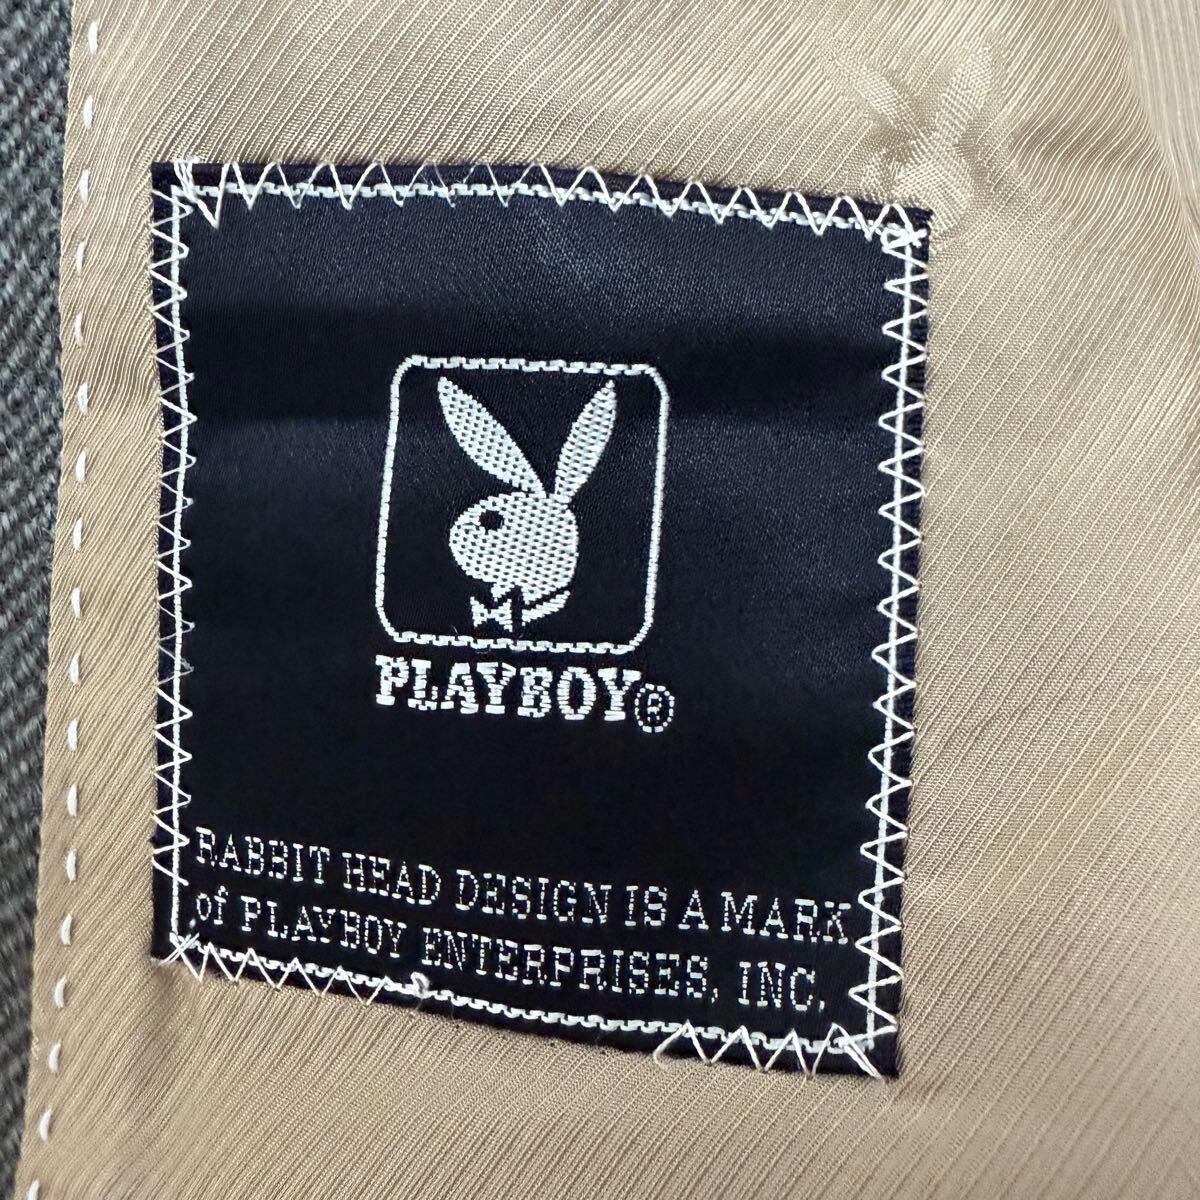 PLAYBOY®
RABBIT HEAD DESIGN IS A MARK
of PLAYBOY ENTERPRISES, INC.